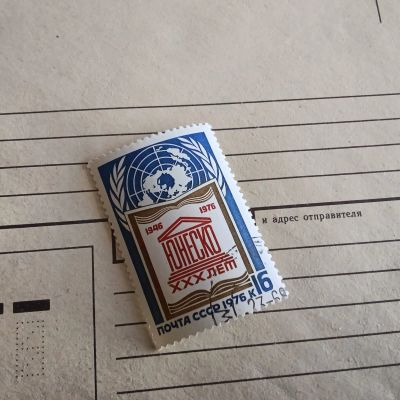 1946 1976
ЮНЕСКО
XXX ЛЕТ
ПОЧТА СССР 1976 К 16
и адрес отправителя